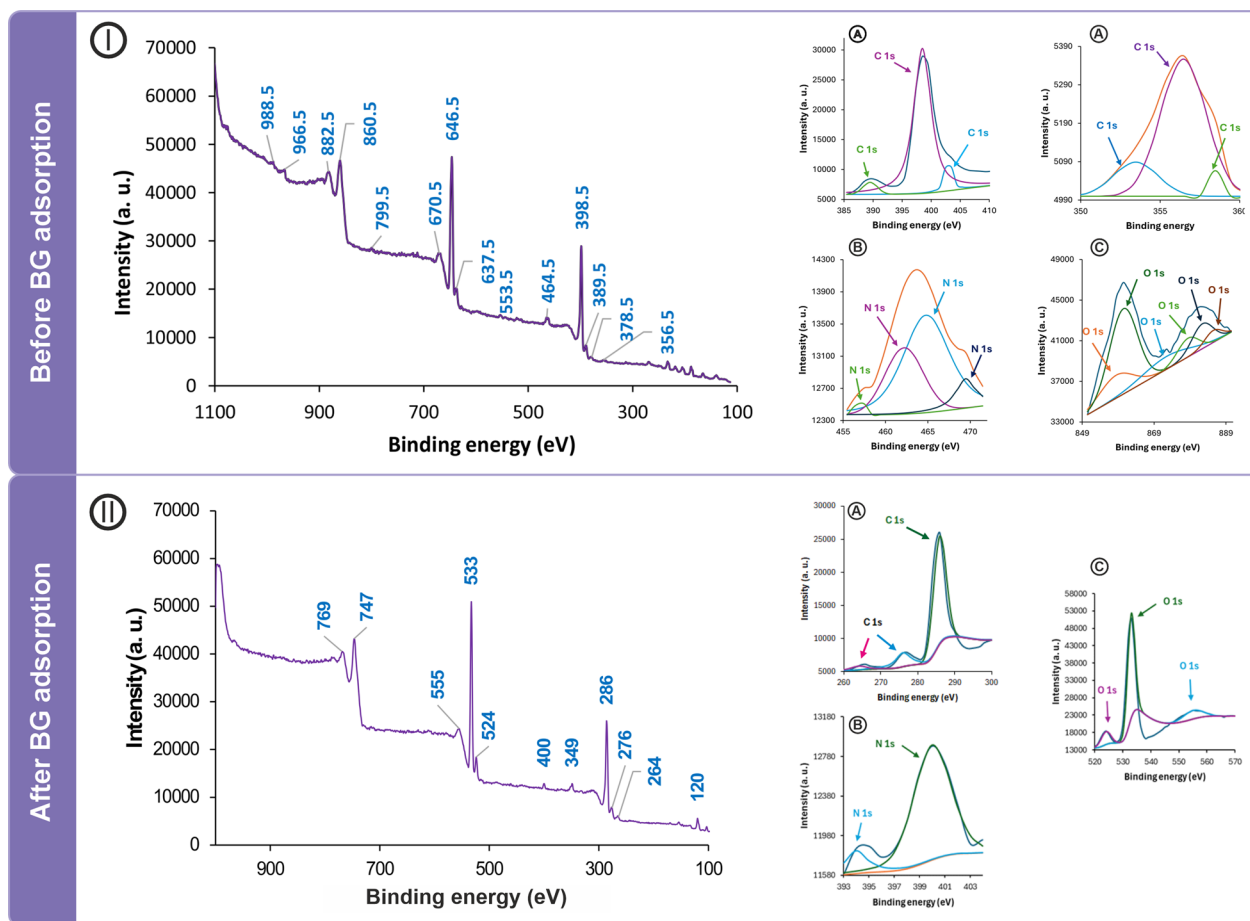 Before BG adsorption
I
70000
60000
50000
40000
30000
20000
10000
0
1100
900
700
500
300
100
Intensity (a. u.)
Binding energy (eV)
988.5
966.5
882.5
860.5
799.5
670.5
646.5
637.5
553.5
464.5
398.5
389.5
378.5
356.5
A
30000
25000
20000
15000
10000
5000
385
390
395
400
405
410
Intensity (a. u.)
Binding energy (eV)
C 1s
C 1s
C 1s
A
5390
5290
5190
5090
4990
350
355
360
Intensity (a. u.)
Binding energy
C 1s
C 1s
C 1s
B
14300
13900
13500
13100
12700
12300
455
460
465
470
Intensity (a. u.)
Binding energy (eV)
N 1s
N 1s
N 1s
N 1s
C
49000
45000
41000
37000
33000
849
869
889
Intensity (a. u.)
Binding energy (eV)
O 1s
O 1s
O 1s
O 1s
O 1s
O 1s
After BG adsorption
II
70000
60000
50000
40000
30000
20000
10000
0
900
700
500
300
100
Intensity (a. u.)
Binding energy (eV)
769
747
555
533
524
400
349
286
276
264
120
A
30000
25000
20000
15000
10000
5000
260
270
280
290
300
Intensity (a. u.)
Binding energy (eV)
C 1s
C 1s
B
13180
12780
12380
11980
11580
393
395
397
399
401
403
Intensity (a. u.)
Binding energy (eV)
N 1s
N 1s
C
58000
53000
48000
43000
38000
33000
28000
23000
18000
13000
520
530
540
550
560
570
Intensity (a. u.)
Binding energy (eV)
O 1s
O 1s
O 1s